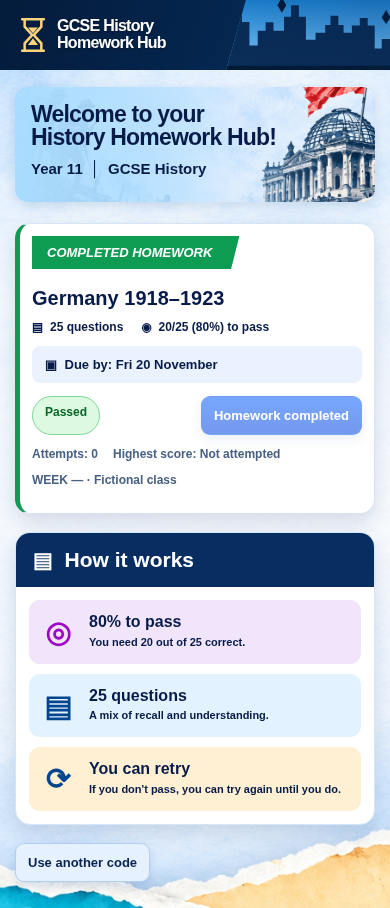 GCSE History
Homework Hub
Welcome to your
History Homework Hub!
Year 11 | GCSE History
COMPLETED HOMEWORK
Germany 1918–1923
25 questions 20/25 (80%) to pass
Due by: Fri 20 November
Passed
Homework completed
Attempts: 0 Highest score: Not attempted
WEEK — · Fictional class
How it works
80% to pass
You need 20 out of 25 correct.
25 questions
A mix of recall and understanding.
You can retry
If you don't pass, you can try again until you do.
Use another code